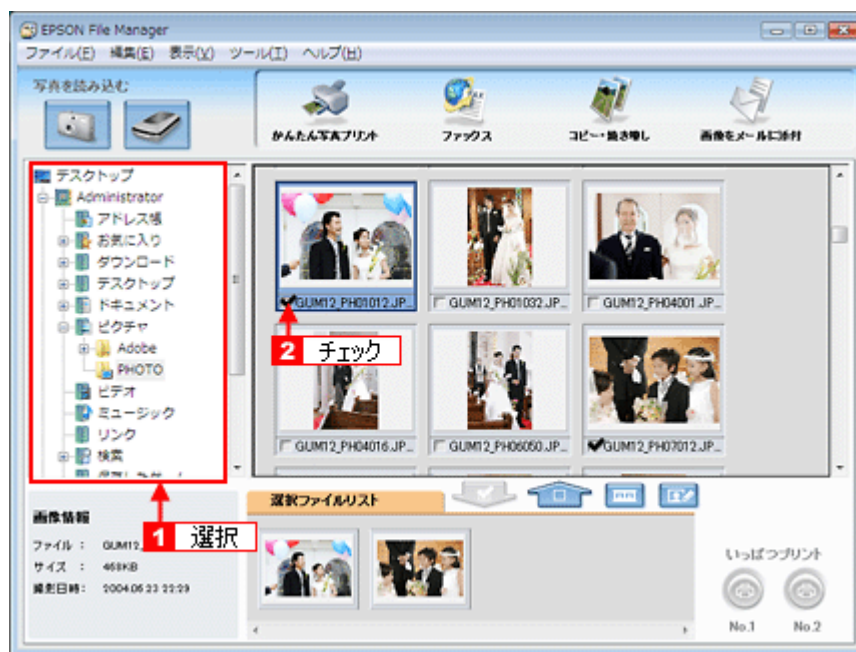 EPSON File Manager
ファイル(F) 編集(E) 表示(V) ツール(T) ヘルプ(H)
写真を読み込む
かんたん写真プリント
ファックス
コピー・焼き増し
画像をメールに添付
デスクトップ
Administrator
アドレス帳
お気に入り
ダウンロード
デスクトップ
ドキュメント
ピクチャ
Adobe
PHOTO
ビデオ
ミュージック
リンク
検索
GUM12_PH01012.JP...
GUM12_PH01032.JP...
GUM12_PH04001.JP...
2 チェック
GUM12_PH04016.JP...
GUM12_PH06050.JP...
GUM12_PH07012.JP...
1 選択
画像情報
ファイル : GUM12_
サイズ : 468KB
撮影日時: 2004.05.23 22:29
選択ファイルリスト
いっぱつプリント
No.1 No.2